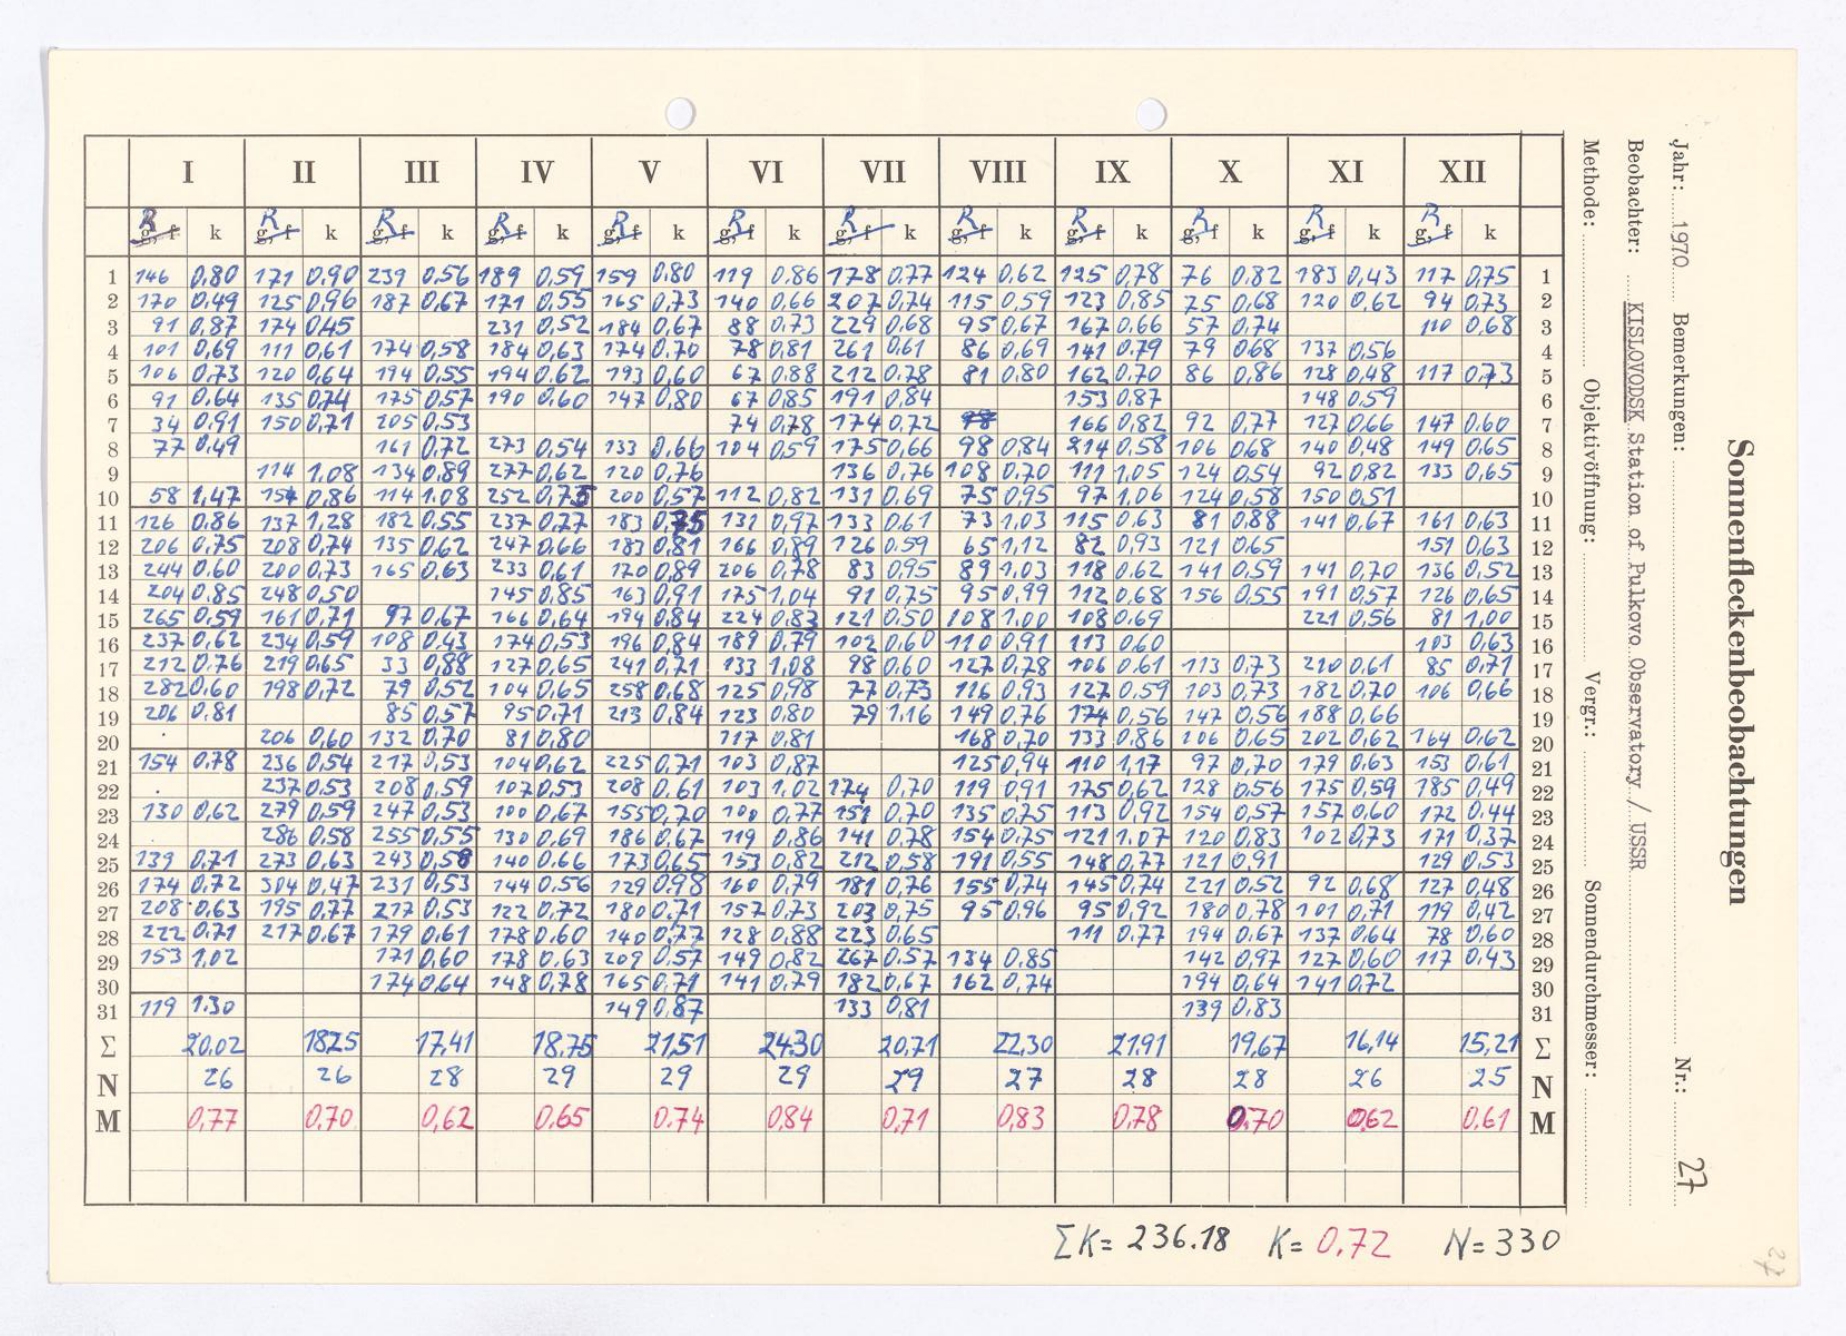 Sonnenfleckenbeobachtungen
Jahr: 1970 Bemerkungen: Nr.: 27
Beobachter: KISLOVODSK Station of Pulkovo Observatory / USSR
Methode: Objektivöffnung: Vergr.: Sonnendurchmesser:
I II III IV V VI VII VIII IX X XI XII
R g, f k R g, f k R g, f k R g, f k R g, f k R g, f k R g, f k R g, f k R g, f k R g, f k R g, f k R g, f k
1 146 0,80 171 0,90 239 0,56 189 0,59 159 0,80 119 0,86 178 0,77 124 0,62 125 0,78 76 0,82 183 0,43 117 0,75 1
2 170 0,49 125 0,96 187 0,67 171 0,55 165 0,73 140 0,66 207 0,74 115 0,59 123 0,85 75 0,68 120 0,62 94 0,73 2
3 91 0,87 174 0,45 231 0,52 184 0,67 88 0,73 229 0,68 95 0,67 167 0,66 57 0,74 110 0,68 3
4 101 0,69 111 0,61 174 0,58 184 0,63 174 0.70 78 0,81 261 0,61 86 0,69 141 0.79 79 0,68 137 0,56 4
5 106 0,73 120 0,64 194 0,55 194 0,62 193 0,60 67 0,88 212 0,78 81 0,80 162 0,70 86 0,86 128 0,48 117 0,73 5
6 91 0,64 135 0,74 175 0,57 190 0,60 147 0,80 67 0,85 191 0,84 153 0,87 148 0,59 6
7 34 0,91 150 0,71 205 0,53 74 0,78 174 0,72 98 166 0,82 92 0,77 127 0,66 147 0.60 7
8 77 0,49 161 0,72 273 0,54 133 0,66 104 0,59 175 0,66 98 0,84 214 0,58 106 0,68 140 0,48 149 0,65 8
9 114 1,08 134 0,89 277 0,62 120 0,76 136 0,76 108 0,70 111 1,05 124 0,54 92 0,82 133 0,65 9
10 58 1,47 154 0,86 114 1.08 252 0,75 200 0,57 112 0,82 131 0,69 75 0,95 97 1,06 124 0,58 150 0,51 10
11 126 0,86 137 1,28 182 0,55 237 0,77 183 0,75 131 0,97 133 0,61 73 1,03 115 0,63 81 0,88 141 0,67 161 0,63 11
12 206 0,75 208 0,74 135 0,62 247 0,66 183 0,81 166 0,89 126 0.59 65 1,12 82 0,93 121 0,65 151 0,63 12
13 244 0,60 200 0,73 165 0,63 233 0,61 170 0,89 206 0,78 83 0,95 89 1,03 118 0.62 141 0,59 141 0,70 136 0,52 13
14 204 0,85 248 0,50 145 0,85 163 0,91 175 1,04 91 0,75 95 0,99 112 0,68 156 0,55 191 0,57 126 0,65 14
15 265 0,59 161 0,71 97 0,67 166 0,64 194 0,84 224 0,83 121 0,50 108 1,00 108 0,69 221 0,56 81 1,00 15
16 237 0,62 234 0,59 108 0,43 174 0,53 196 0,84 189 0,79 102 0,60 110 0,91 113 0.60 103 0,63 16
17 212 0,76 219 0,65 33 0,88 127 0,65 241 0,71 133 1,08 98 0,60 127 0,78 106 0.61 113 0,73 210 0,61 85 0,71 17
18 282 0,60 198 0,72 79 0,52 104 0,65 258 0,68 125 0,98 77 0,73 116 0,93 127 0,59 103 0,73 182 0,70 106 0,66 18
19 206 0,81 85 0,57 95 0,71 213 0,84 123 0,80 79 1,16 149 0,76 174 0,56 147 0,56 188 0,66 19
20 206 0,60 132 0,70 81 0,80 117 0,81 168 0,70 133 0,86 106 0,65 202 0,62 164 0,62 20
21 154 0,78 236 0,54 217 0,53 104 0,62 225 0,71 103 0,87 125 0,94 110 1,17 97 0,70 179 0,63 153 0,61 21
22 237 0,53 208 0,59 107 0,53 208 0,61 103 1,02 174 0,70 119 0,91 175 0,62 128 0,56 175 0,59 185 0,49 22
23 130 0,62 279 0,59 247 0,53 100 0,67 155 0,70 100 0,77 151 0,70 135 0,75 113 0,92 154 0,57 157 0,60 172 0,44 23
24 286 0,58 255 0,55 130 0,69 186 0,67 119 0,86 141 0,78 154 0,75 121 1.07 120 0,83 102 0,73 171 0,37 24
25 139 0,71 273 0,63 243 0,58 140 0,66 173 0,65 153 0,82 212 0,58 191 0,55 148 0,77 121 0,91 129 0,53 25
26 174 0,72 304 0,47 231 0,53 144 0,56 129 0,98 160 0,79 181 0,76 155 0,74 145 0,74 221 0,52 92 0,68 127 0,48 26
27 208 0,63 195 0,77 217 0,53 122 0,72 180 0,71 157 0,73 203 0,75 95 0,96 95 0,92 180 0,78 101 0,71 119 0,42 27
28 222 0,71 217 0,67 179 0,61 178 0.60 140 0,77 128 0,88 223 0,65 111 0,77 194 0,67 137 0,64 78 0,60 28
29 153 1,02 171 0,60 178 0,63 209 0,57 149 0,82 267 0,57 134 0,85 142 0,97 127 0,60 117 0,43 29
30 174 0,64 148 0,78 165 0,71 141 0,79 182 0,67 162 0,74 194 0,64 141 0,72 30
31 119 1.30 149 0,87 133 0,81 139 0,83 31
Σ 20,02 18,25 17,41 18,75 21,51 24.30 20,71 22,30 21,91 19,67 16,14 15,21 Σ
N 26 26 28 29 29 29 29 27 28 28 26 25 N
M 0,77 0,70 0,62 0,65 0,74 0,84 0,71 0,83 0,78 0,70 0,62 0.61 M
ΣK= 236.18 K= 0,72 N= 330
27